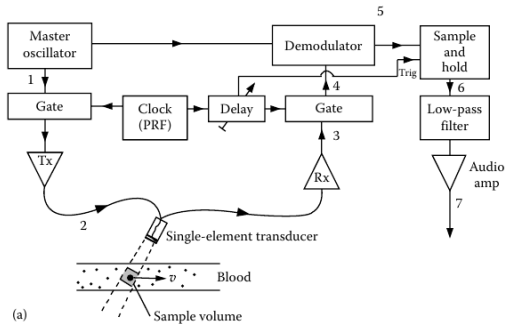 5
Master
oscillator
Demodulator
Sample
and
hold
Trig
1
4
6
Gate
Clock
(PRF)
Delay
Gate
Low-pass
filter
3
Tx
Rx
Audio
amp
7
2
Single-element transducer
v
Blood
(a)
Sample volume